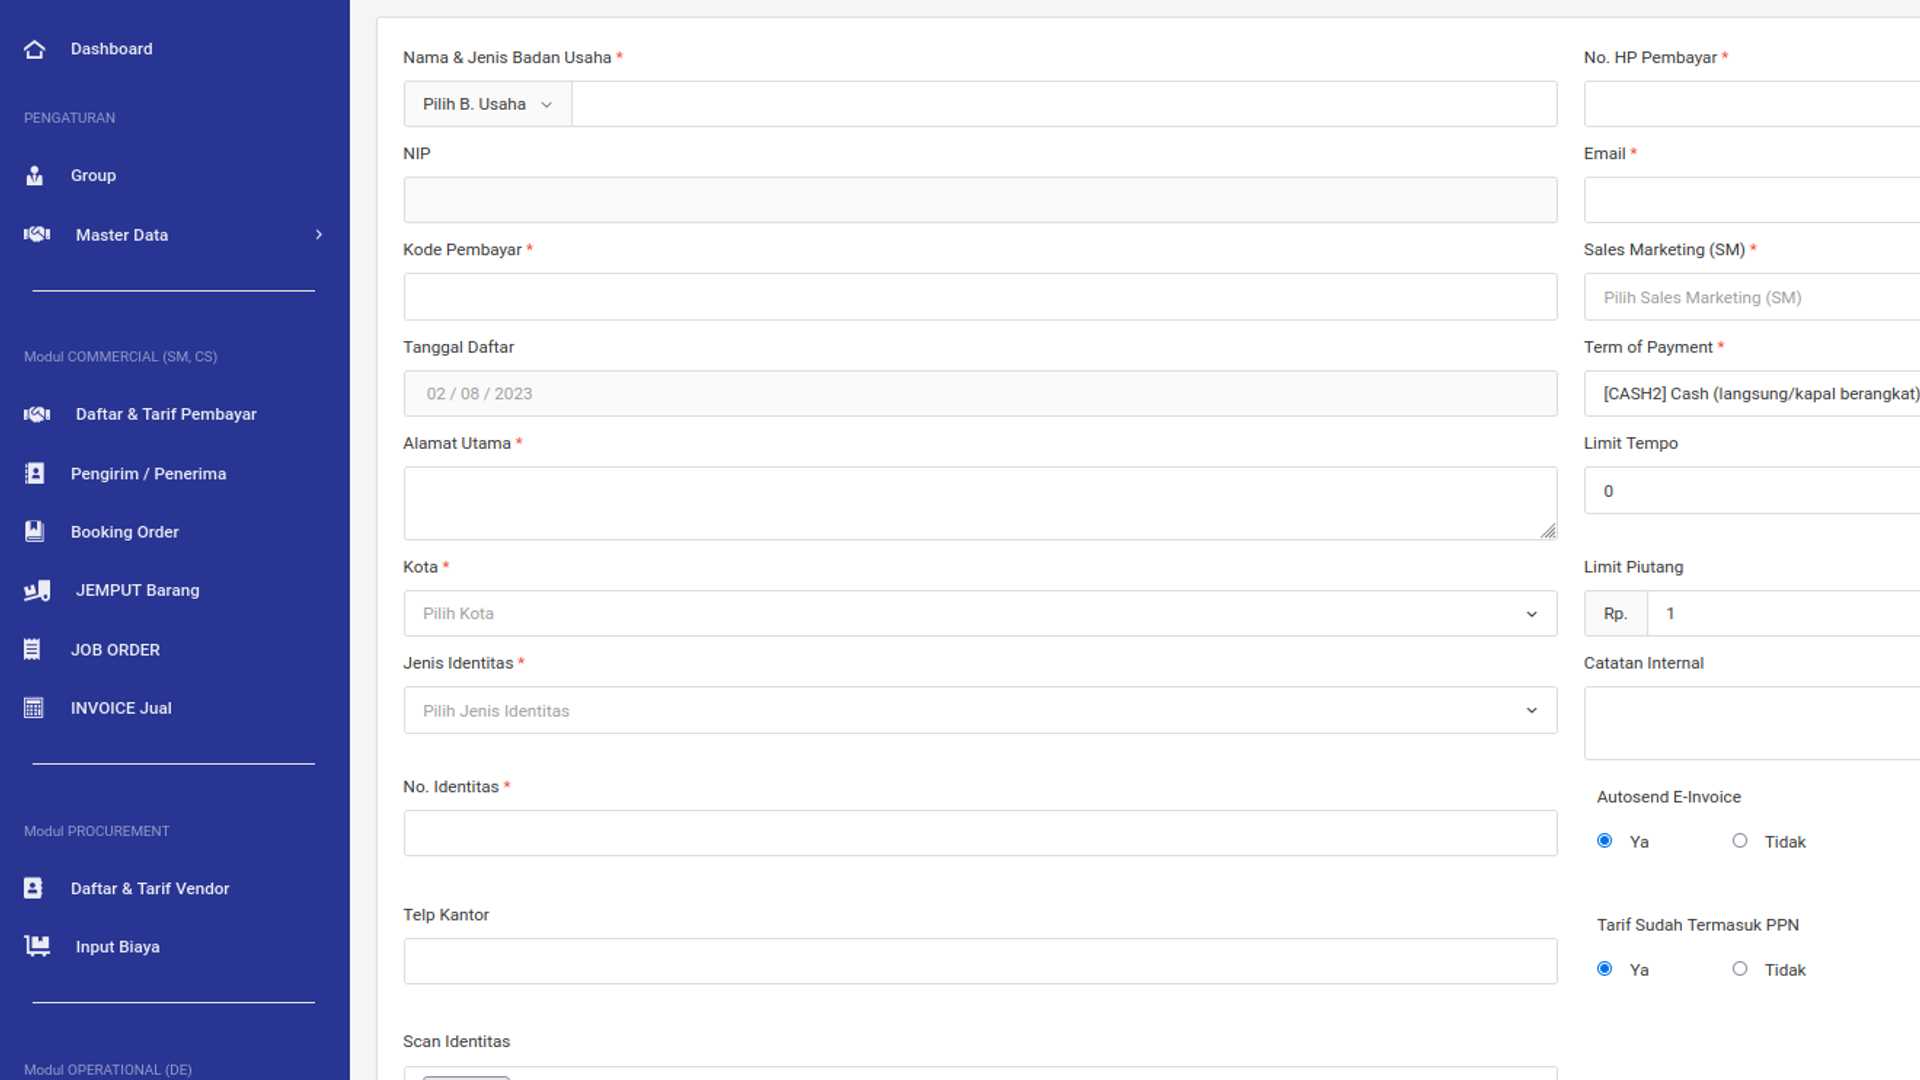 Dashboard
PENGATURAN
Group
Master Data
Modul COMMERCIAL (SM, CS)
Daftar & Tarif Pembayar
Pengirim / Penerima
Booking Order
JEMPUT Barang
JOB ORDER
INVOICE Jual
Modul PROCUREMENT
Daftar & Tarif Vendor
Input Biaya
Modul OPERATIONAL (DE)
Nama & Jenis Badan Usaha *
Pilih B. Usaha
NIP
Kode Pembayar *
Tanggal Daftar
02 / 08 / 2023
Alamat Utama *
Kota *
Pilih Kota
Jenis Identitas *
Pilih Jenis Identitas
No. Identitas *
Telp Kantor
Scan Identitas
No. HP Pembayar *
Email *
Sales Marketing (SM) *
Pilih Sales Marketing (SM)
Term of Payment *
[CASH2] Cash (langsung/kapal berangkat)
Limit Tempo
0
Limit Piutang
Rp. 1
Catatan Internal
Autosend E-Invoice
Ya Tidak
Tarif Sudah Termasuk PPN
Ya Tidak